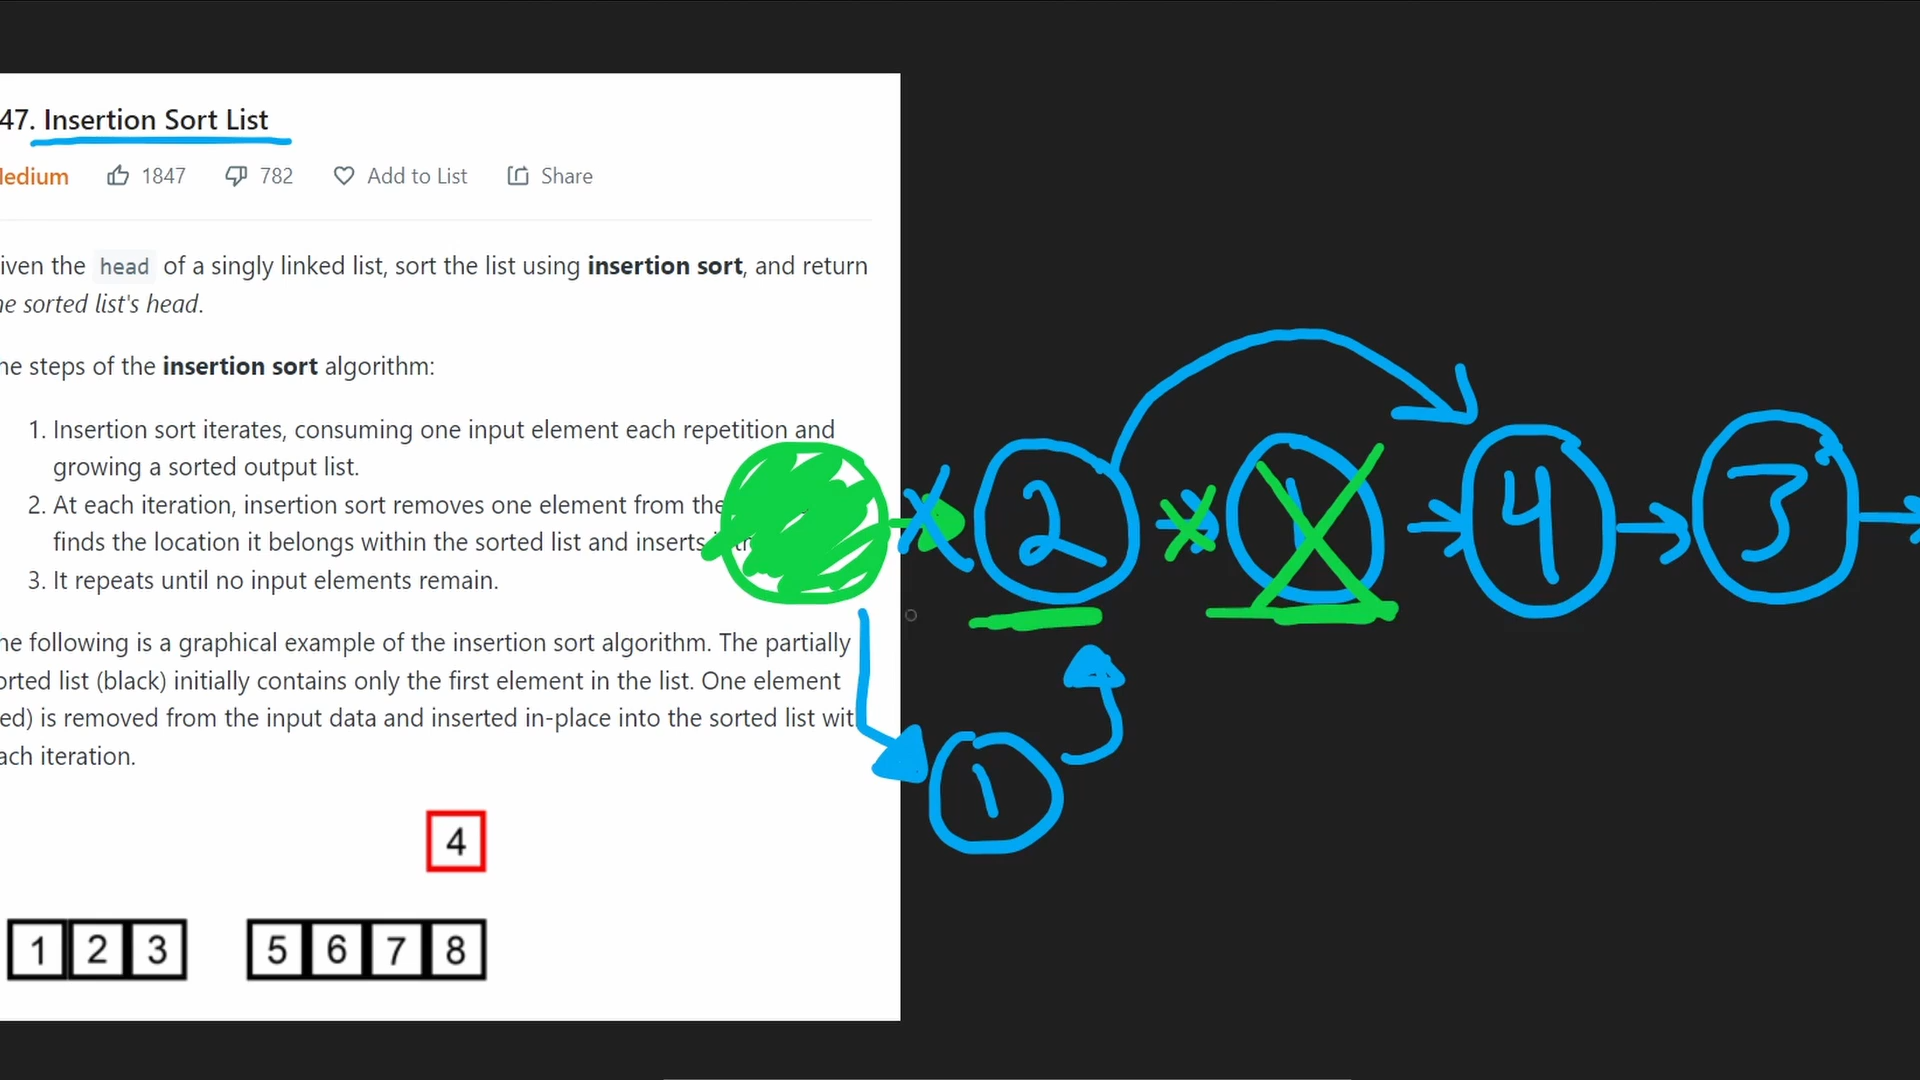 47. Insertion Sort List
Medium 1847 782 Add to List Share
iven the head of a singly linked list, sort the list using insertion sort, and return
he sorted list's head.
he steps of the insertion sort algorithm:
1. Insertion sort iterates, consuming one input element each repetition and
growing a sorted output list.
2. At each iteration, insertion sort removes one element from the
finds the location it belongs within the sorted list and inserts
3. It repeats until no input elements remain.
he following is a graphical example of the insertion sort algorithm. The partially
orted list (black) initially contains only the first element in the list. One element
ed) is removed from the input data and inserted in-place into the sorted list wit
ach iteration.
4
1 2 3 5 6 7 8
2 1 4 3
1